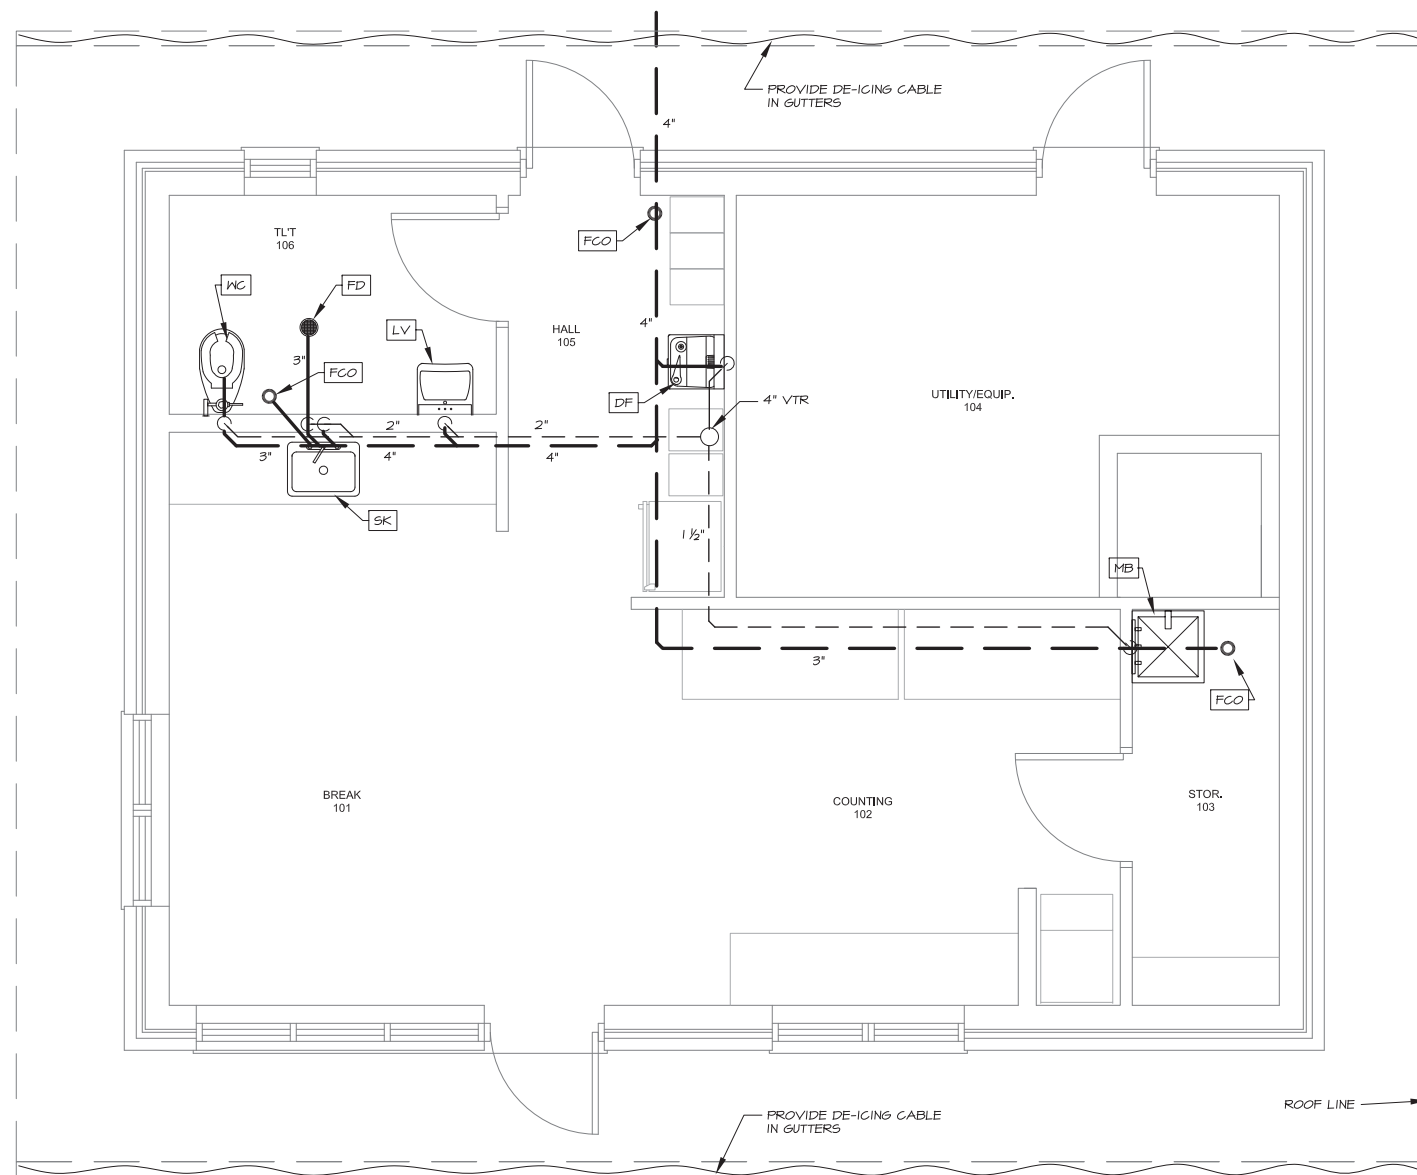 PROVIDE DE-ICING CABLE
IN GUTTERS
4"
TL'T
106
FCO
WC
FD
LV
HALL
105
4"
3"
FCO
UTILITY/EQUIP.
104
DF
4" VTR
2"
2"
3"
4"
4"
SK
1 ½"
MB
3"
FCO
BREAK
101
COUNTING
102
STOR.
103
PROVIDE DE-ICING CABLE
IN GUTTERS
ROOF LINE